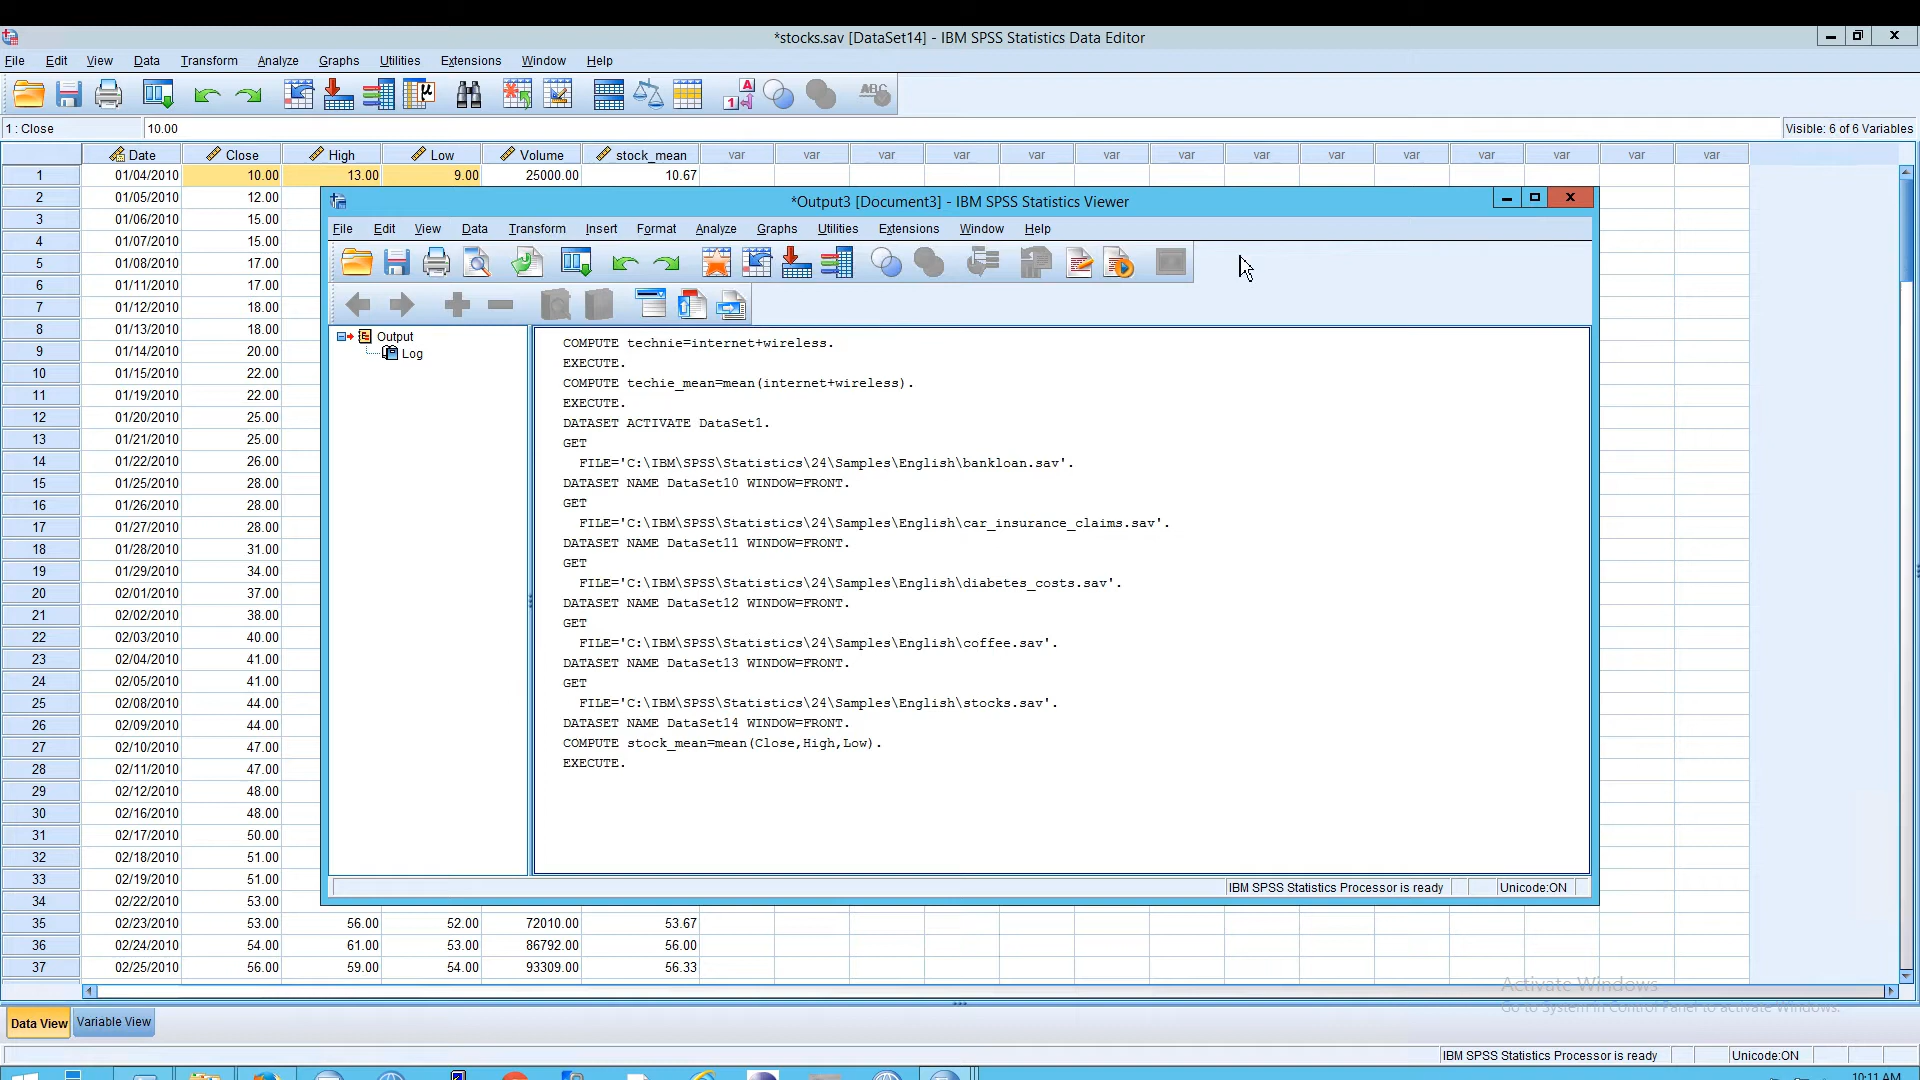 *stocks.sav [DataSet14] - IBM SPSS Statistics Data Editor
File Edit View Data Transform Analyze Graphs Utilities Extensions Window Help
1 : Close 10.00 Visible: 6 of 6 Variables
Date Close High Low Volume stock_mean var var var var var var var var var var var var var var
1 01/04/2010 10.00 13.00 9.00 25000.00 10.67
2 01/05/2010 12.00
3 01/06/2010 15.00
4 01/07/2010 15.00
5 01/08/2010 17.00
6 01/11/2010 17.00
7 01/12/2010 18.00
8 01/13/2010 18.00
9 01/14/2010 20.00
10 01/15/2010 22.00
11 01/19/2010 22.00
12 01/20/2010 25.00
13 01/21/2010 25.00
14 01/22/2010 26.00
15 01/25/2010 28.00
16 01/26/2010 28.00
17 01/27/2010 28.00
18 01/28/2010 31.00
19 01/29/2010 34.00
20 02/01/2010 37.00
21 02/02/2010 38.00
22 02/03/2010 40.00
23 02/04/2010 41.00
24 02/05/2010 41.00
25 02/08/2010 44.00
26 02/09/2010 44.00
27 02/10/2010 47.00
28 02/11/2010 47.00
29 02/12/2010 48.00
30 02/16/2010 48.00
31 02/17/2010 50.00
32 02/18/2010 51.00
33 02/19/2010 51.00
34 02/22/2010 53.00
35 02/23/2010 53.00 56.00 52.00 72010.00 53.67
36 02/24/2010 54.00 61.00 53.00 86792.00 56.00
37 02/25/2010 56.00 59.00 54.00 93309.00 56.33
*Output3 [Document3] - IBM SPSS Statistics Viewer
File Edit View Data Transform Insert Format Analyze Graphs Utilities Extensions Window Help
Output
Log
COMPUTE technie=internet+wireless.
EXECUTE.
COMPUTE techie_mean=mean(internet+wireless).
EXECUTE.
DATASET ACTIVATE DataSet1.
GET
FILE='C:\IBM\SPSS\Statistics\24\Samples\English\bankloan.sav'.
DATASET NAME DataSet10 WINDOW=FRONT.
GET
FILE='C:\IBM\SPSS\Statistics\24\Samples\English\car_insurance_claims.sav'.
DATASET NAME DataSet11 WINDOW=FRONT.
GET
FILE='C:\IBM\SPSS\Statistics\24\Samples\English\diabetes_costs.sav'.
DATASET NAME DataSet12 WINDOW=FRONT.
GET
FILE='C:\IBM\SPSS\Statistics\24\Samples\English\coffee.sav'.
DATASET NAME DataSet13 WINDOW=FRONT.
GET
FILE='C:\IBM\SPSS\Statistics\24\Samples\English\stocks.sav'.
DATASET NAME DataSet14 WINDOW=FRONT.
COMPUTE stock_mean=mean(Close,High,Low).
EXECUTE.
IBM SPSS Statistics Processor is ready Unicode:ON
Activate Windows
Go to System in Control Panel to activate Windows.
Data View Variable View
IBM SPSS Statistics Processor is ready Unicode:ON
10:11 AM